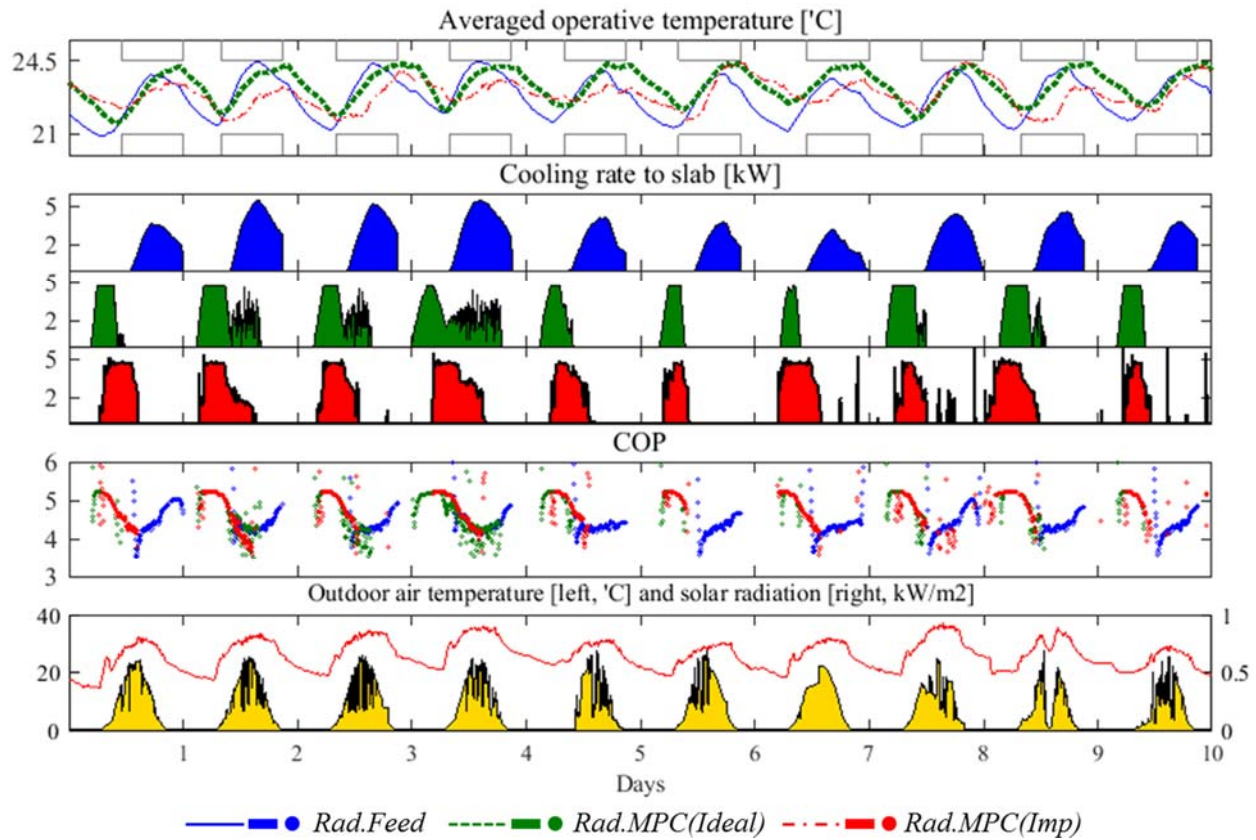 Averaged operative temperature ['C]
24.5
21
Cooling rate to slab [kW]
5
2
5
2
5
2
COP
6
5
4
3
Outdoor air temperature [left, 'C] and solar radiation [right, kW/m2]
40 1
20 0.5
0 0
1 2 3 4 5 6 7 8 9 10
Days
Rad.Feed Rad.MPC(Ideal) Rad.MPC(Imp)